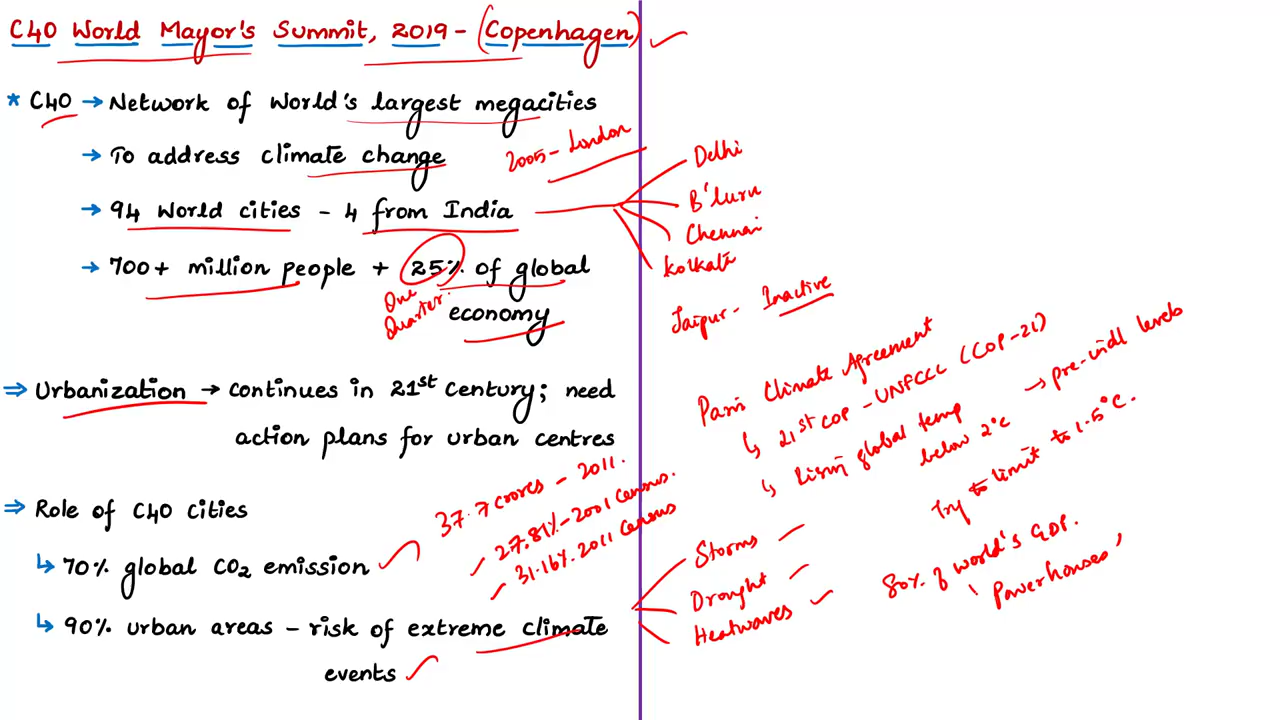 C40 World Mayor's Summit, 2019 - (Copenhagen)
* C40 → Network of World's largest megacities
→ To address climate change
2005 - London
→ 94 World cities - 4 from India
Delhi
B'luru
Chennai
Kolkata
→ 700+ million people + 25% of global
economy
One
Quarter.
Jaipur - Inactive
⇒ Urbanization → continues in 21st Century; need
action plans for urban centres
Paris Climate Agreement
↳ 21st COP - UNFCCC (COP-21)
↳ global temp → pre-indl levels
below 2°c
Try to limit to 1.5°C.
⇒ Role of C40 cities
37.7 crores - 2011.
27.81% - 2001 Census.
31.16% 2011 Census
↳ 70% global CO2 emission
↳ 90% urban areas - risk of extreme climate
events
Storms
Drought
Heatwaves
80% of world's GDP.
'Powerhouses'